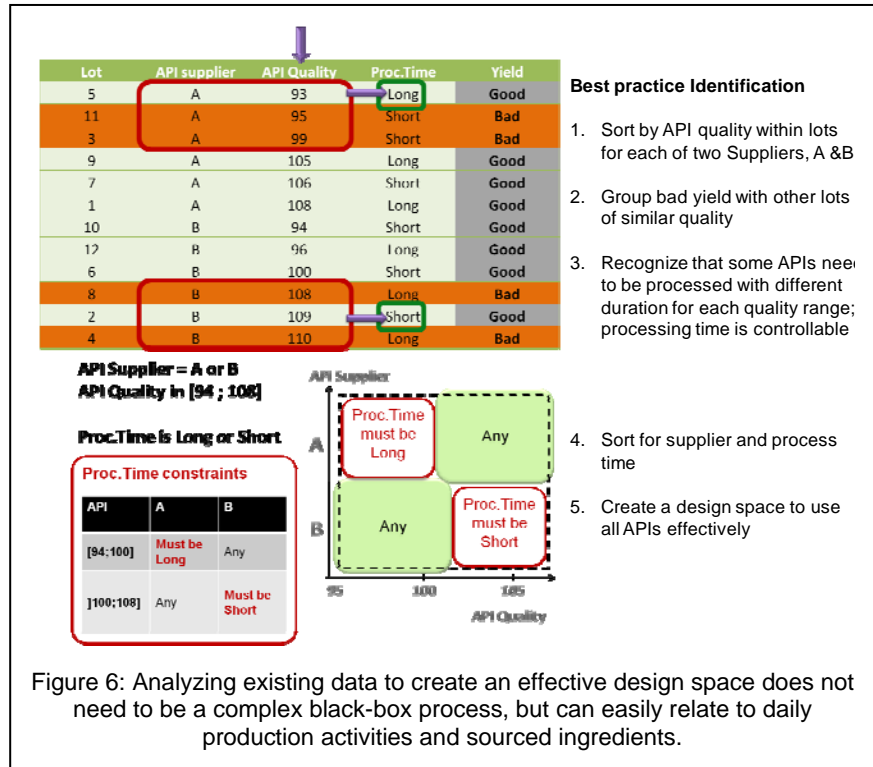 Lot API supplier API Quality Proc.Time Yield
5 A 93 Long Good
11 A 95 Short Bad
3 A 99 Short Bad
9 A 105 Long Good
7 A 106 Short Good
1 A 108 Long Good
10 B 94 Short Good
12 B 96 Long Good
6 B 100 Short Good
8 B 108 Long Bad
2 B 109 Short Good
4 B 110 Long Bad
Best practice Identification
1. Sort by API quality within lots
for each of two Suppliers, A &B
2. Group bad yield with other lots
of similar quality
3. Recognize that some APIs nee
to be processed with different
duration for each quality range;
processing time is controllable
4. Sort for supplier and process
time
5. Create a design space to use
all APIs effectively
API Supplier = A or B
API Quality in [94 ; 108]
Proc.Time is Long or Short
Proc.Time constraints
API A B
[94;100] Must be Long Any
]100;108] Any Must be Short
API Supplier
A
B
Proc.Time
must be
Long
Any
Any
Proc.Time
must be
Short
95 100 105
API Quality
Figure 6: Analyzing existing data to create an effective design space does not
need to be a complex black-box process, but can easily relate to daily
production activities and sourced ingredients.